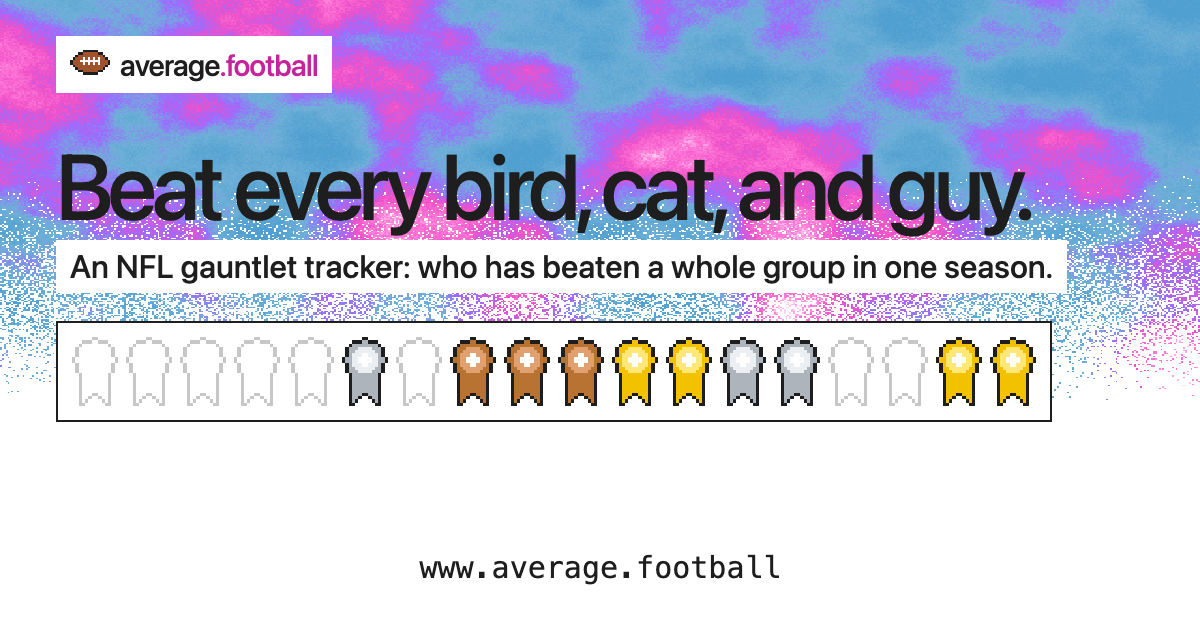 average.football
Beat every bird, cat, and guy.
An NFL gauntlet tracker: who has beaten a whole group in one season.
www.average.football